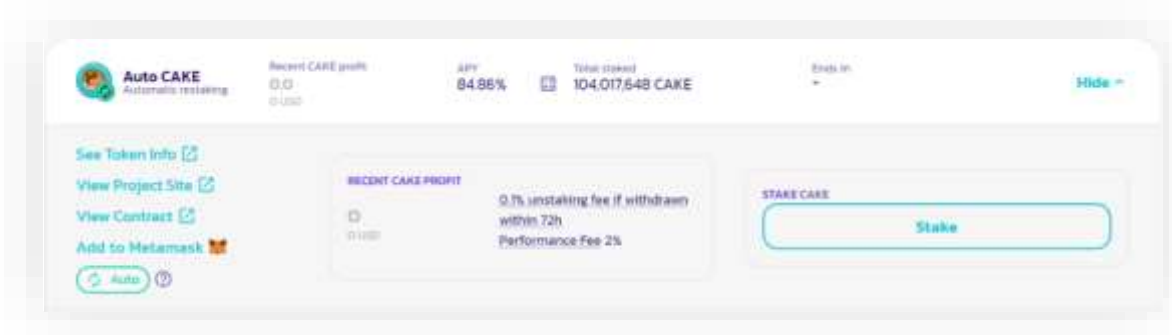 Auto CAKE
Automatic restaking
Recent CAKE profit
0.0
0 USD
APY
84.86%
Total staked
104,017,648 CAKE
Ends in
-
Hide
See Token Info
View Project Site
View Contract
Add to Metamask
Auto
RECENT CAKE PROFIT
0
0 USD
0.1% unstaking fee if withdrawn
within 72h
Performance Fee 2%
STAKE CAKE
Stake